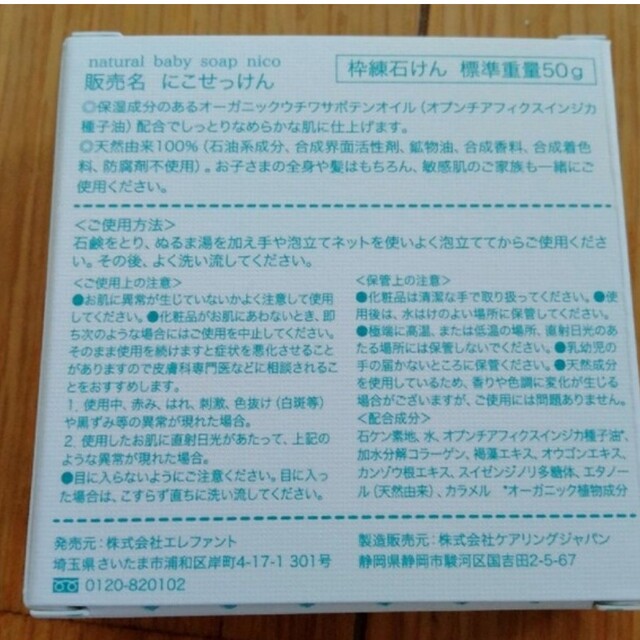 natural baby soap nico
販売名 にこせっけん
枠練石けん 標準重量50g
◎保湿成分のあるオーガニックウチワサボテンオイル(オプンチアフィクスインジカ
種子油)配合でしっとりなめらかな肌に仕上げます。
◎天然由来100%(石油系成分、合成界面活性剤、鉱物油、合成香料、合成着色
料、防腐剤不使用)。お子さまの全身や髪はもちろん、敏感肌のご家族も一緒にご
使用ください。
<ご使用方法>
石鹸をとり、ぬるま湯を加え手や泡立てネットを使いよく泡立ててからご使用くださ
い。その後、よく洗い流してください。
<ご使用上の注意>
●お肌に異常が生じていないかよく注意して使用
してください。●化粧品がお肌にあわないとき、即
ち次のような場合にはご使用を中止してください。
そのまま使用を続けますと症状を悪化させること
がありますので皮膚科専門医などに相談されるこ
とをおすすめします。
1. 使用中、赤み、はれ、刺激、色抜け(白斑等)
や黒ずみ等の異常が現れた場合。
2. 使用したお肌に直射日光があたって、上記の
ような異常が現れた場合。
●目に入らないようにご注意ください。目に入っ
た場合は、こすらず直ちに洗い流してください。
<保管上の注意>
●化粧品は清潔な手で取り扱ってください。●使
用後は、水はけのよい場所に保管してください。
●極端に高温、または低温の場所、直射日光のあ
たる場所には保管しないでください。●乳幼児の
手の届かないところに保管ください。●天然成分
を使用しているため、香りや色調に変化が生じる
場合がございますが、ご使用には問題ありません。
<配合成分>
石ケン素地、水、オプンチアフィクスインジカ種子油*、
加水分解コラーゲン、褐藻エキス、オウゴンエキス、
カンゾウ根エキス、スイゼンジノリ多糖体、エタノー
ル(天然由来)、カラメル *オーガニック植物成分
発売元:株式会社エレファント
埼玉県さいたま市浦和区岸町4-17-1 301号
0120-820102
製造販売元:株式会社ケアリングジャパン
静岡県静岡市駿河区国吉田2-5-67